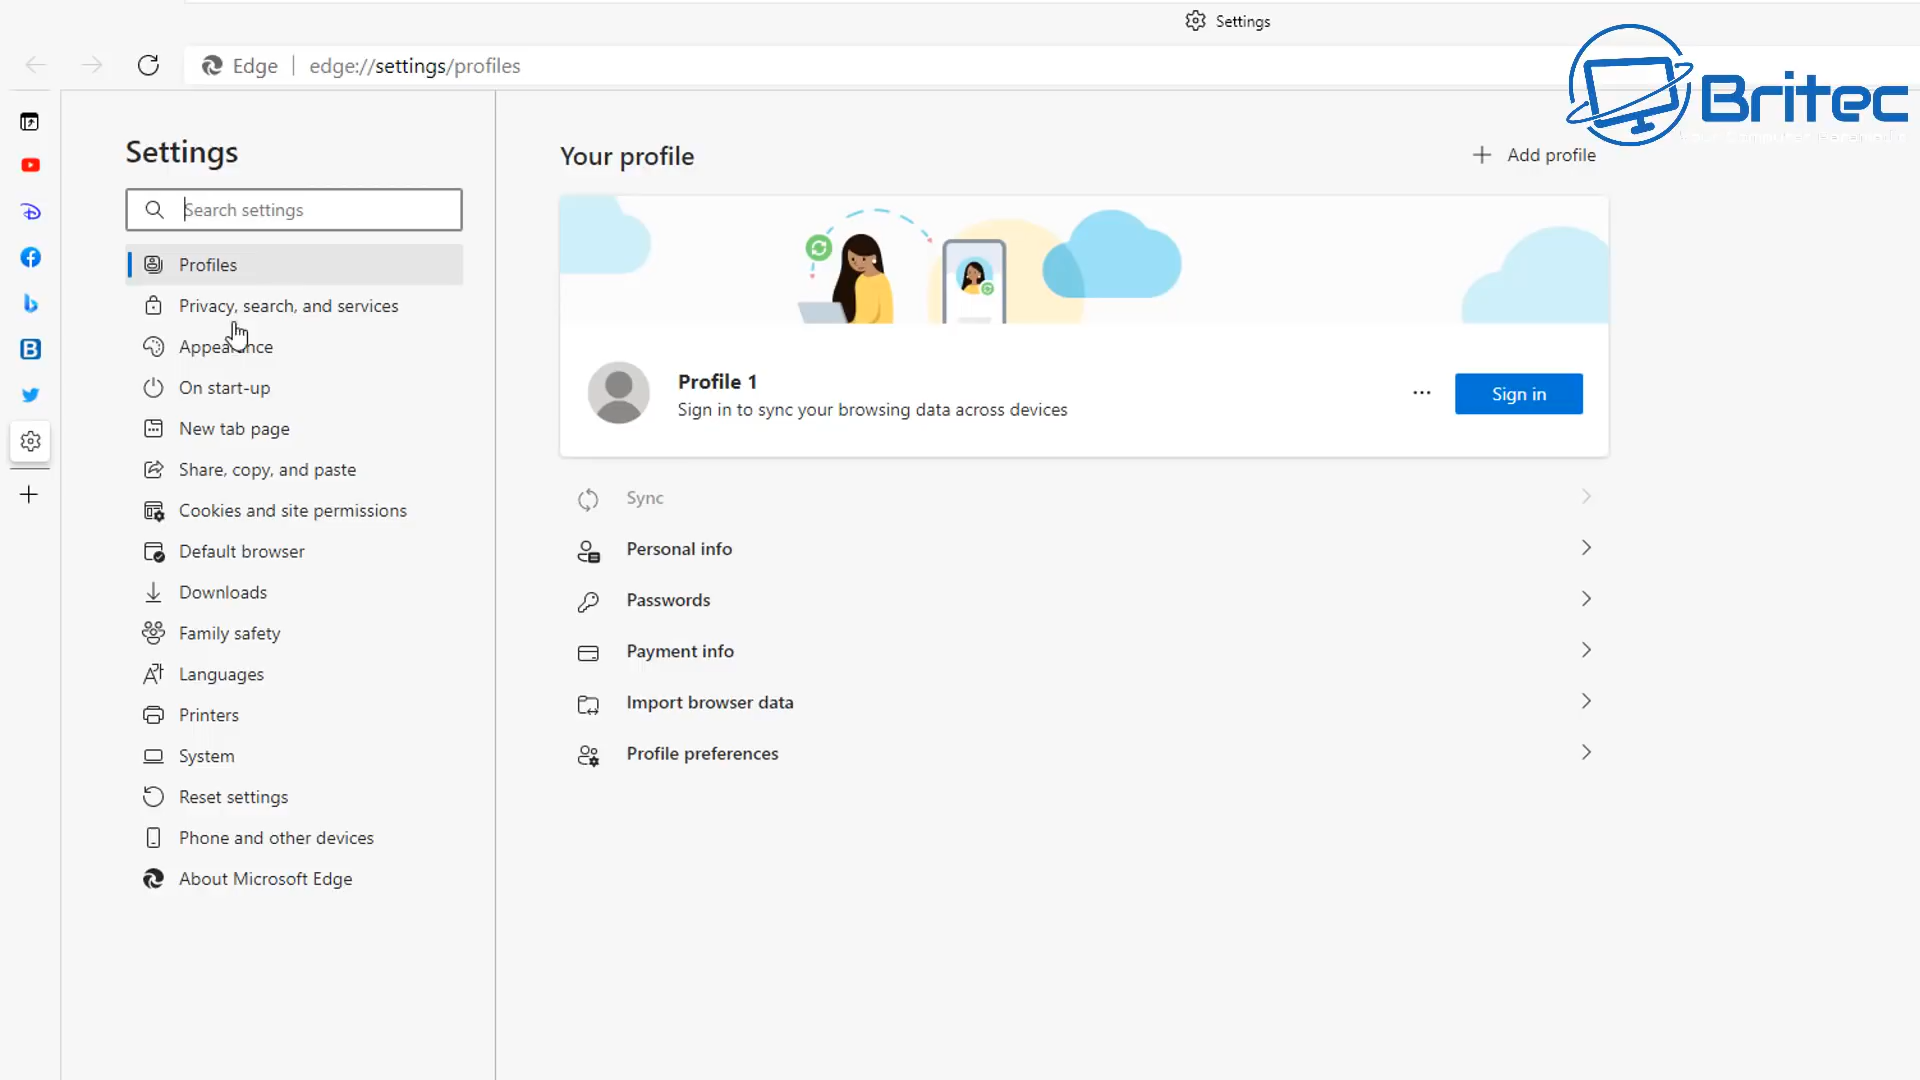 Settings
Edge | edge://settings/profiles
Britec
Settings
Search settings
Profiles
Privacy, search, and services
Appearance
On start-up
New tab page
Share, copy, and paste
Cookies and site permissions
Default browser
Downloads
Family safety
Languages
Printers
System
Reset settings
Phone and other devices
About Microsoft Edge
Your profile
Add profile
Profile 1
Sign in to sync your browsing data across devices
Sign in
Sync
Personal info
Passwords
Payment info
Import browser data
Profile preferences